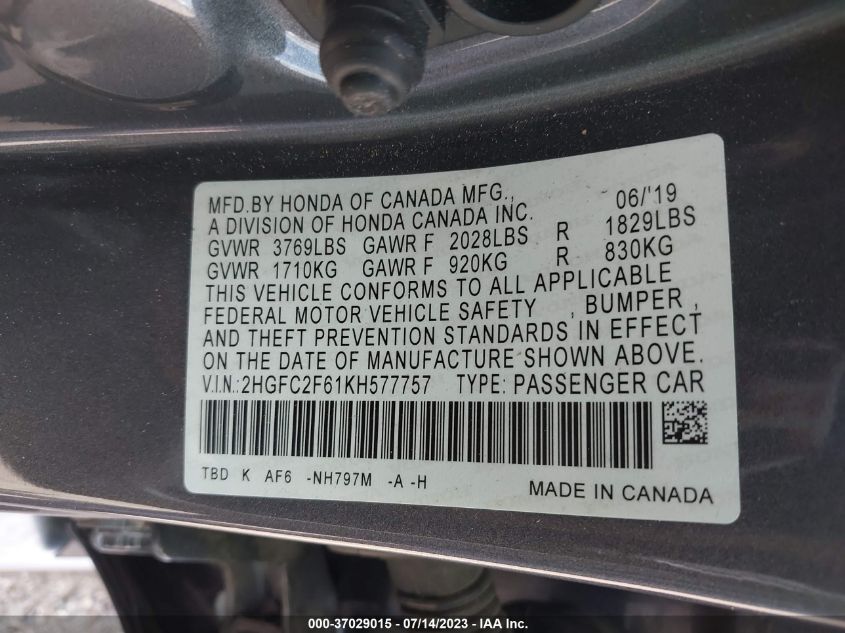 MFD.BY HONDA OF CANADA MFG., 06/'19
A DIVISION OF HONDA CANADA INC.
GVWR 3769LBS GAWR F 2028LBS R 1829LBS
GVWR 1710KG GAWR F 920KG R 830KG
THIS VEHICLE CONFORMS TO ALL APPLICABLE
FEDERAL MOTOR VEHICLE SAFETY , BUMPER ,
AND THEFT PREVENTION STANDARDS IN EFFECT
ON THE DATE OF MANUFACTURE SHOWN ABOVE.
V.I.N.:2HGFC2F61KH577757 TYPE: PASSENGER CAR
TBD K AF6 -NH797M -A -H
MADE IN CANADA
000-37029015 - 07/14/2023 - IAA Inc.